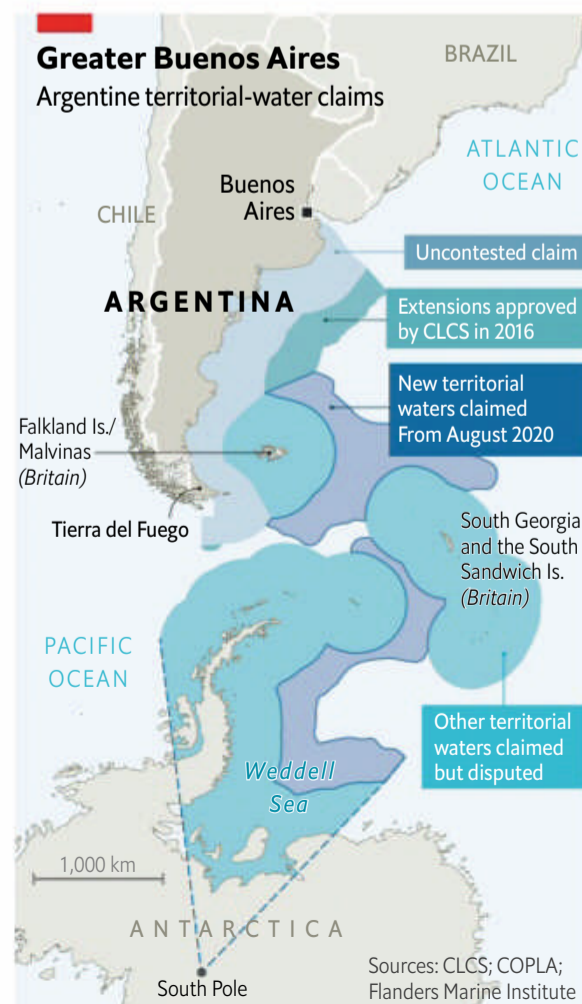 Greater Buenos Aires
Argentine territorial-water claims
BRAZIL
ATLANTIC
OCEAN
Buenos
Aires
CHILE
Uncontested claim
ARGENTINA
Extensions approved
by CLCS in 2016
New territorial
waters claimed
From August 2020
Falkland Is./
Malvinas
(Britain)
Tierra del Fuego
South Georgia
and the South
Sandwich Is.
(Britain)
PACIFIC
OCEAN
Other territorial
waters claimed
but disputed
Weddell
Sea
1,000 km
ANTARCTICA
South Pole
Sources: CLCS; COPLA;
Flanders Marine Institute